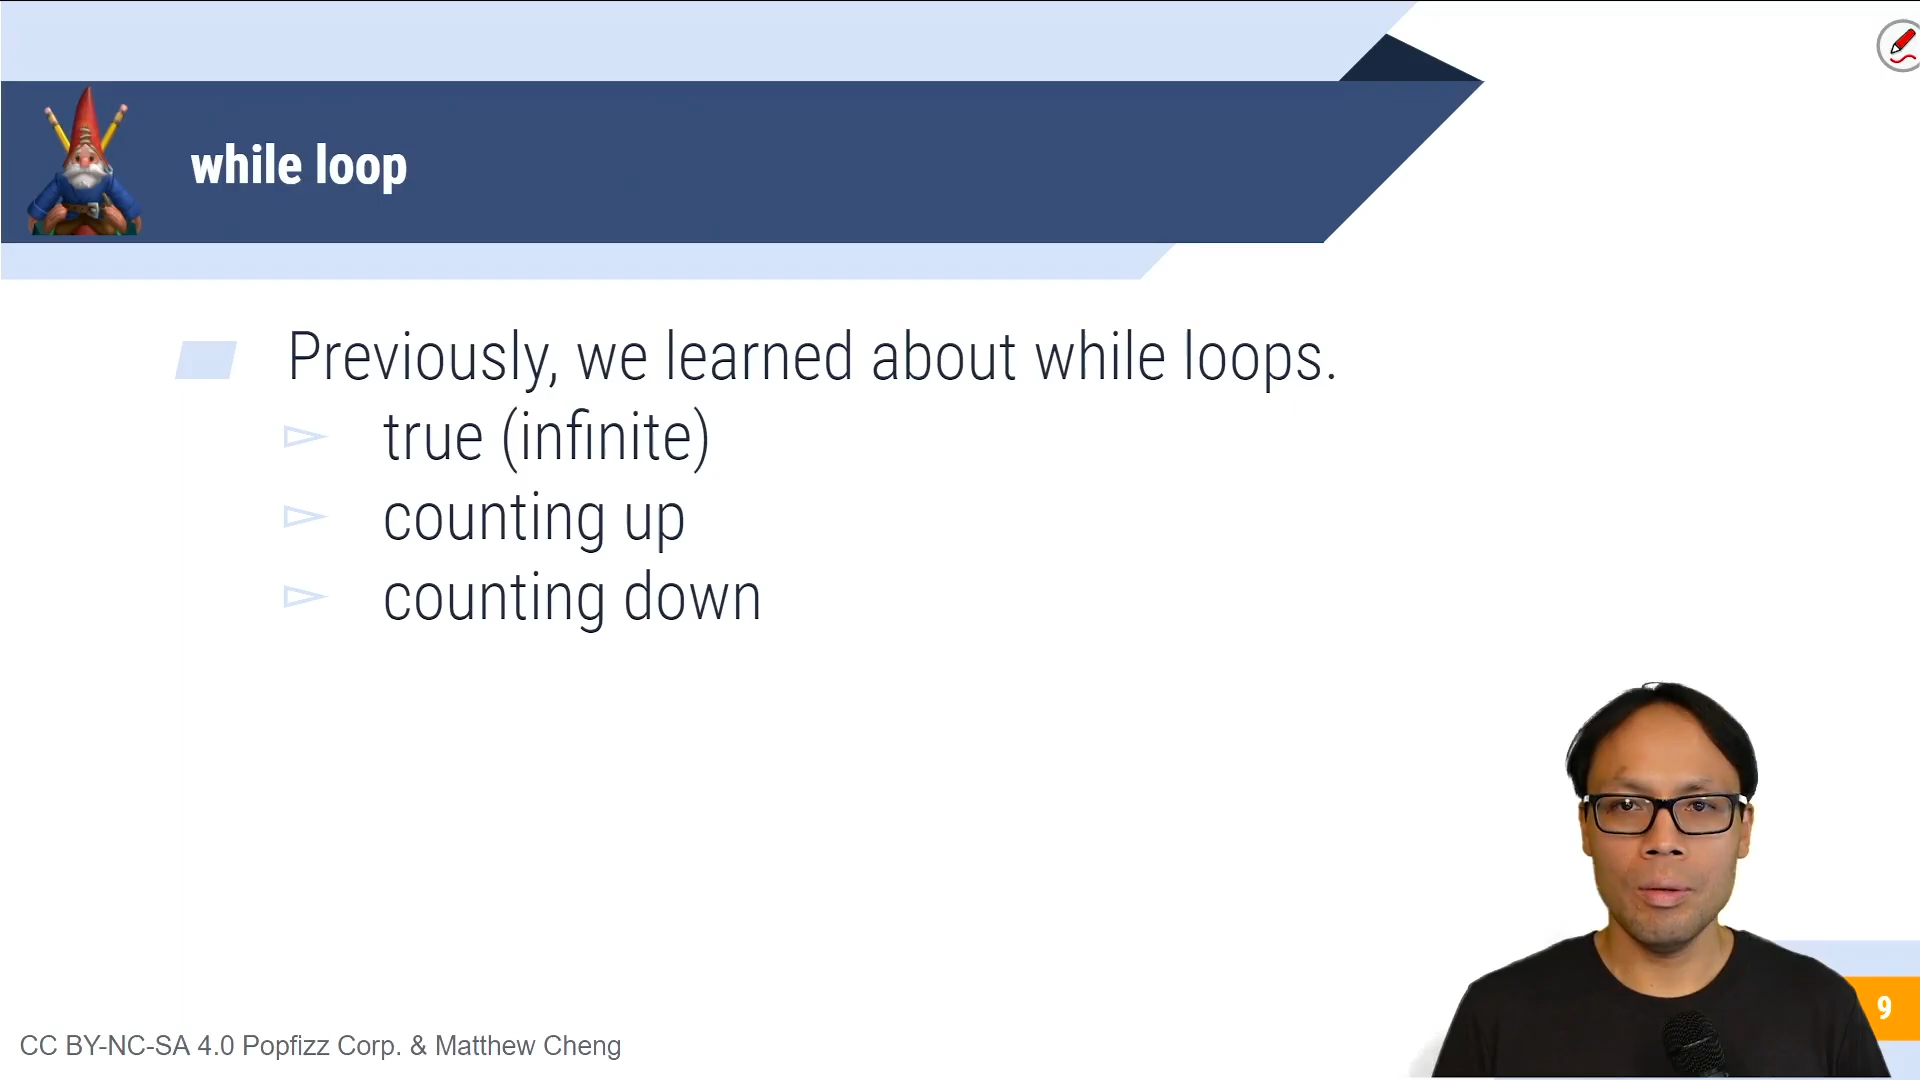 while loop
Previously, we learned about while loops.
true (infinite)
counting up
counting down
9
CC BY-NC-SA 4.0 Popfizz Corp. & Matthew Cheng